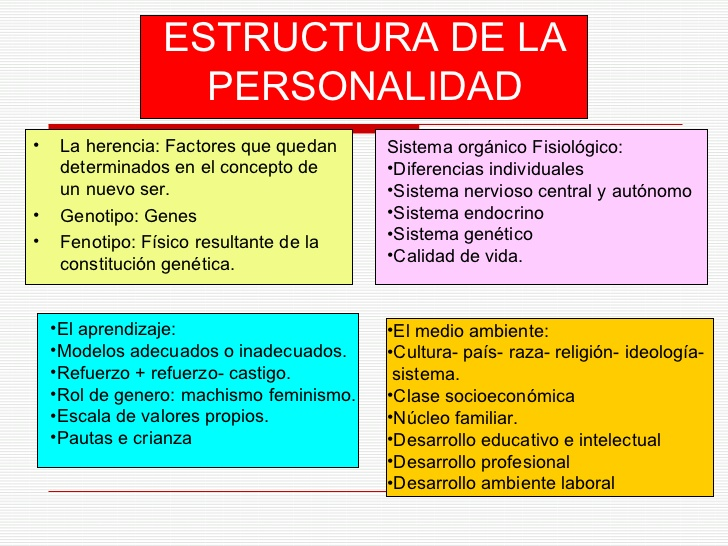 ESTRUCTURA DE LA
PERSONALIDAD
• La herencia: Factores que quedan
determinados en el concepto de
un nuevo ser.
• Genotipo: Genes
• Fenotipo: Físico resultante de la
constitución genética.
Sistema orgánico Fisiológico:
•Diferencias individuales
•Sistema nervioso central y autónomo
•Sistema endocrino
•Sistema genético
•Calidad de vida.
•El aprendizaje:
•Modelos adecuados o inadecuados.
•Refuerzo + refuerzo- castigo.
•Rol de genero: machismo feminismo.
•Escala de valores propios.
•Pautas e crianza
•El medio ambiente:
•Cultura- país- raza- religión- ideología-
sistema.
•Clase socioeconómica
•Núcleo familiar.
•Desarrollo educativo e intelectual
•Desarrollo profesional
•Desarrollo ambiente laboral